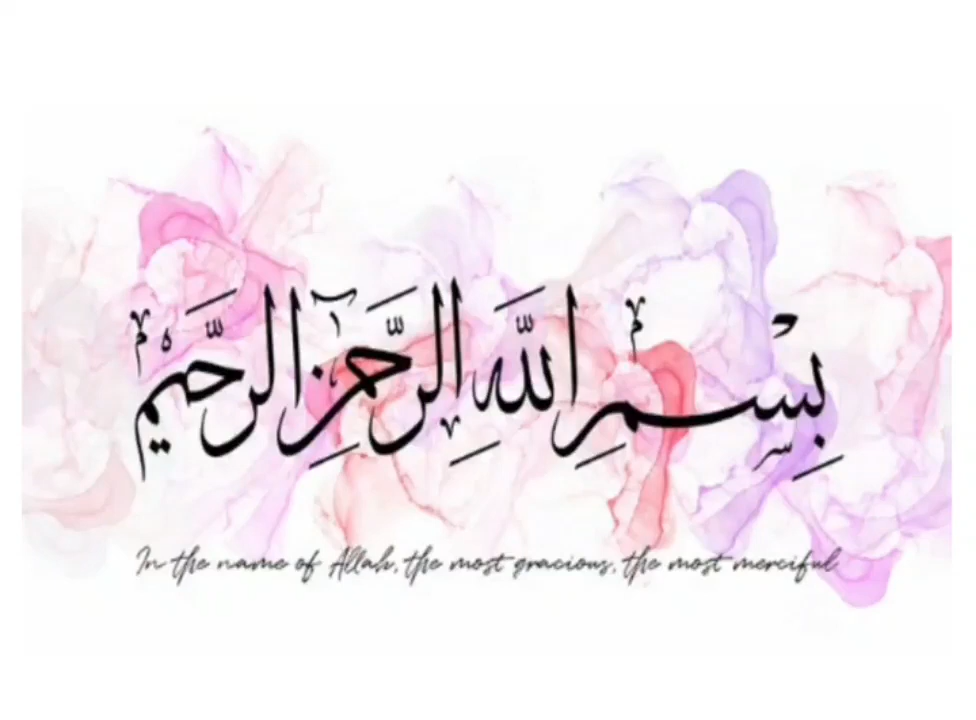 بِسْمِ اللَّهِ الرَّحْمَٰنِ الرَّحِيمِ
In the name of Allah, the most gracious, the most merciful